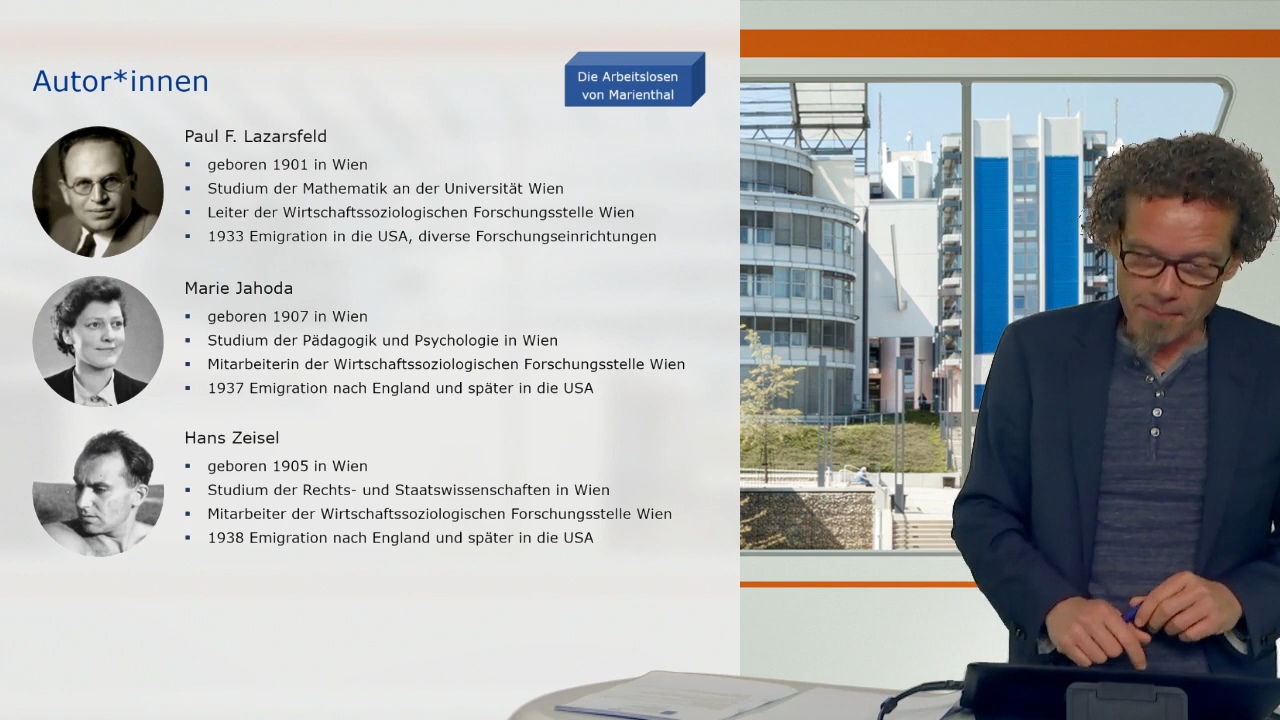 Autor*innen
Die Arbeitslosen
von Marienthal
Paul F. Lazarsfeld
▪ geboren 1901 in Wien
▪ Studium der Mathematik an der Universität Wien
▪ Leiter der Wirtschaftssoziologischen Forschungsstelle Wien
▪ 1933 Emigration in die USA, diverse Forschungseinrichtungen
Marie Jahoda
▪ geboren 1907 in Wien
▪ Studium der Pädagogik und Psychologie in Wien
▪ Mitarbeiterin der Wirtschaftssoziologischen Forschungsstelle Wien
▪ 1937 Emigration nach England und später in die USA
Hans Zeisel
▪ geboren 1905 in Wien
▪ Studium der Rechts- und Staatswissenschaften in Wien
▪ Mitarbeiter der Wirtschaftssoziologischen Forschungsstelle Wien
▪ 1938 Emigration nach England und später in die USA